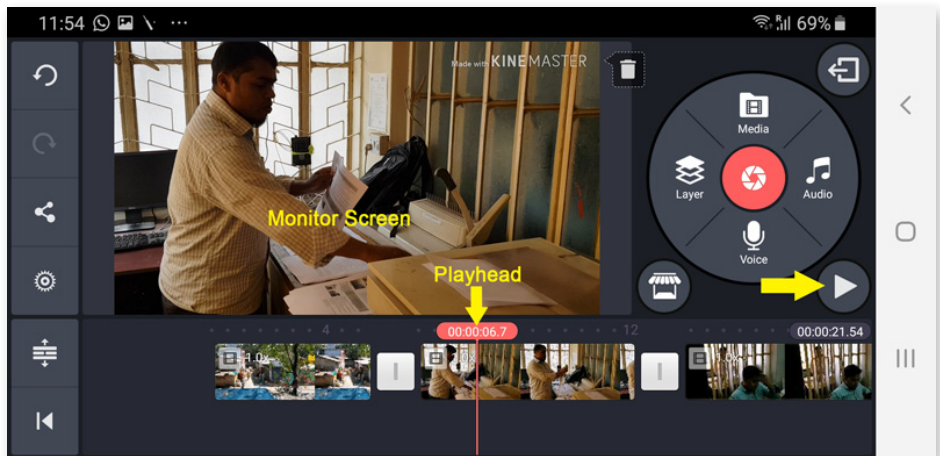 11:54
69%
Made with KINEMASTER
Media
Layer
Audio
Voice
Monitor Screen
Playhead
4
00:00:06.7
12
00:00:21.54
1.0x
1.0x
1.0x